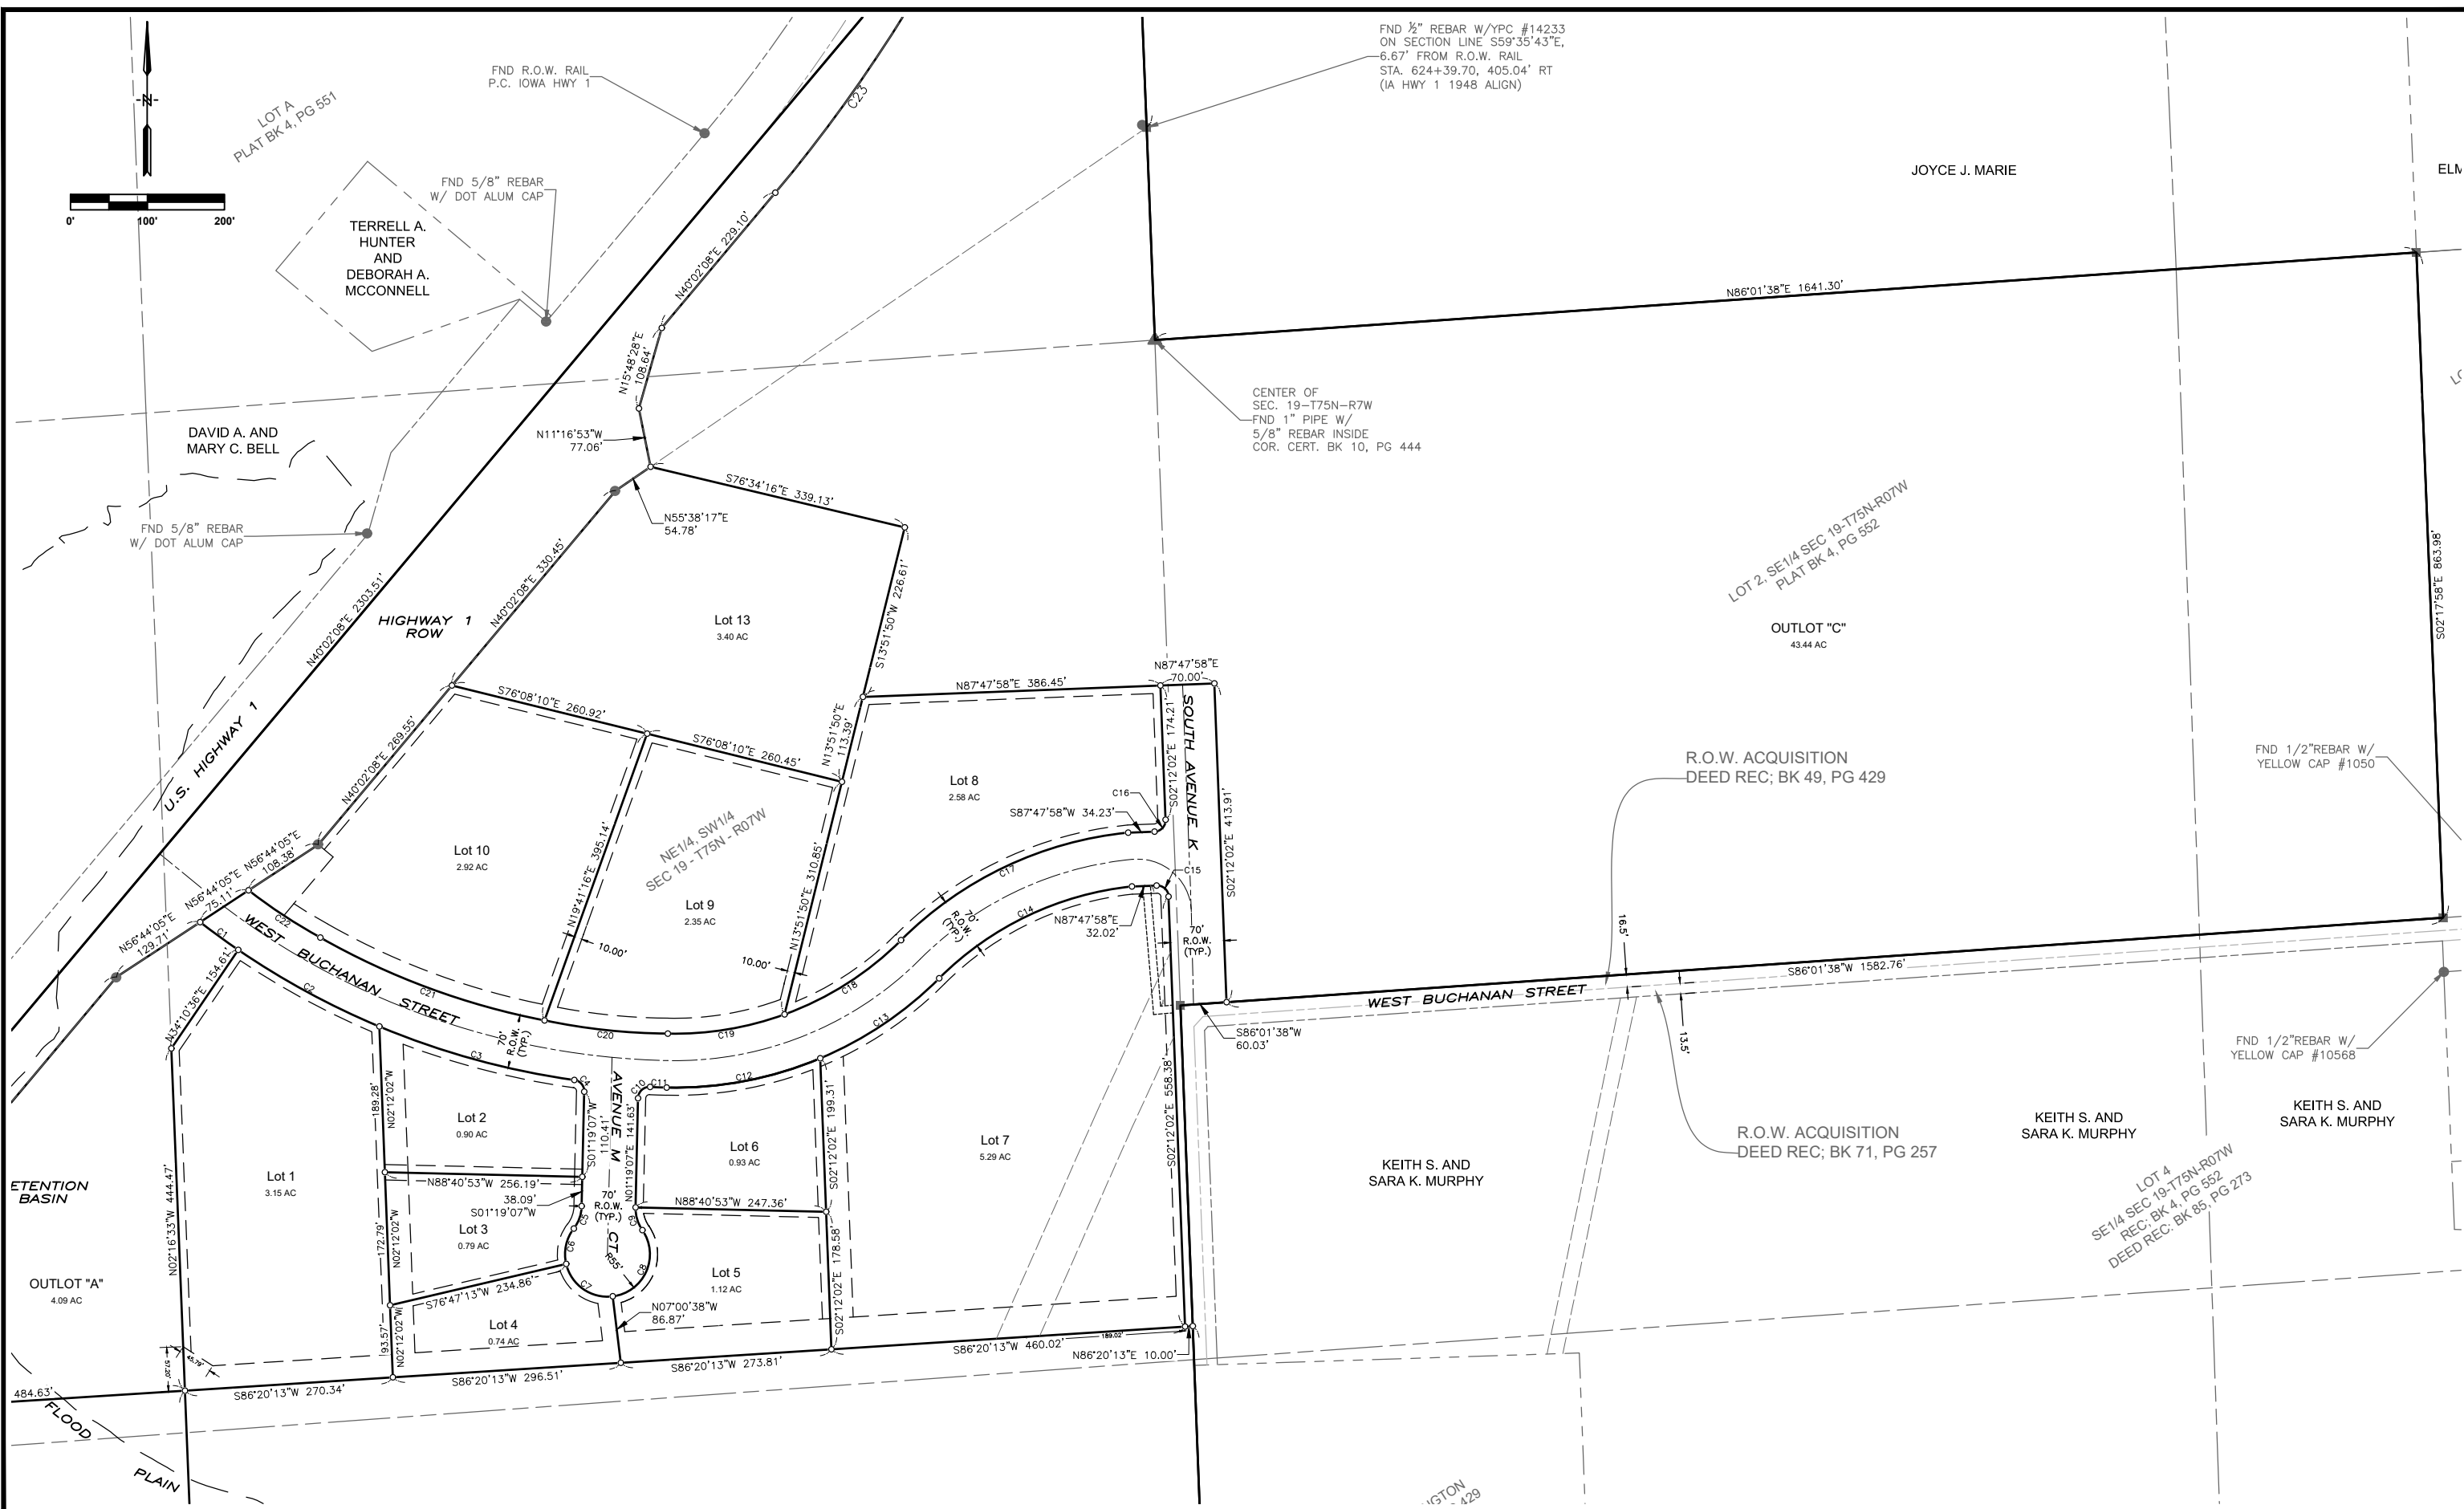 FND ½" REBAR W/YPC #14233
ON SECTION LINE S59°35'43"E,
6.67' FROM R.O.W. RAIL
STA. 624+39.70, 405.04' RT
(IA HWY 1 1948 ALIGN)
FND R.O.W. RAIL
P.C. IOWA HWY 1
C23
-N-
LOT A
PLAT BK 4, PG 551
0' 100' 200'
FND 5/8" REBAR
W/ DOT ALUM CAP
TERRELL A.
HUNTER
AND
DEBORAH A.
MCCONNELL
JOYCE J. MARIE
N40°02'08"E 229.10'
N86°01'38"E 1641.30'
N15°48'28"E
108.64'
N11°16'53"W
77.06'
CENTER OF
SEC. 19-T75N-R7W
FND 1" PIPE W/
5/8" REBAR INSIDE
COR. CERT. BK 10, PG 444
DAVID A. AND
MARY C. BELL
FND 5/8" REBAR
W/ DOT ALUM CAP
S76°34'16"E 339.13'
N55°38'17"E
54.78'
N40°02'08"E 330.45'
N40°02'08"E 2303.51'
HIGHWAY 1
ROW
U.S. HIGHWAY 1
Lot 13
3.40 AC
S13°51'50"W 226.61'
LOT 2, SE1/4 SEC 19-T75N-R07W
PLAT BK 4, PG 552
OUTLOT "C"
43.44 AC
S02°17'58"E 863.98'
N87°47'58"E 386.45'
N87°47'58"E
70.00'
S76°08'10"E 260.92'
S76°08'10"E 260.45'
N13°51'50"E
113.39'
N40°02'08"E 269.55'
S02°12'02"E 174.21'
SOUTH AVENUE K
Lot 8
2.58 AC
C16
S87°47'58"W 34.23'
R.O.W. ACQUISITION
DEED REC; BK 49, PG 429
FND 1/2"REBAR W/
YELLOW CAP #1050
Lot 10
2.92 AC
NE1/4, SW1/4
SEC 19 - T75N - R07W
N19°41'16"E 395.14'
N13°51'50"E 310.85'
Lot 9
2.35 AC
10.00'
10.00'
N56°44'05"E
108.38'
N56°44'05"E
75.11'
N56°44'05"E
129.71'
C22
C1
C2
C21
WEST BUCHANAN STREET
C17
C14
C15
70'
R.O.W.
(TYP.)
N87°47'58"E
32.02'
S02°12'02"E 413.91'
70'
R.O.W.
(TYP.)
16.5'
S86°01'38"W 1582.76'
WEST BUCHANAN STREET
13.5'
S86°01'38"W
60.03'
FND 1/2"REBAR W/
YELLOW CAP #10568
N34°10'36"E 154.61'
C18
C19
C20
C13
C12
C11
C10
C3
C4
70'
R.O.W.
(TYP.)
AVENUE M CT.
189.28'
N02°12'02"W
Lot 2
0.90 AC
S01°19'07"W
110.41'
N01°19'07"E 141.63'
Lot 6
0.93 AC
S02°12'02"E 199.31'
Lot 7
5.29 AC
S02°12'02"E 558.38'
KEITH S. AND
SARA K. MURPHY
R.O.W. ACQUISITION
DEED REC; BK 71, PG 257
KEITH S. AND
SARA K. MURPHY
KEITH S. AND
SARA K. MURPHY
LOT 4
SE1/4 SEC 19-T75N-R07W
REC; BK 4, PG 552
DEED REC: BK 85, PG 273
ETENTION
BASIN
Lot 1
3.15 AC
N02°16'33"W 444.47'
N88°40'53"W 256.19'
38.09'
S01°19'07"W
70'
R.O.W.
(TYP.)
N88°40'53"W 247.36'
Lot 3
0.79 AC
172.79'
N02°12'02"W
C5
C6
C7
C8
C9
R55'
Lot 5
1.12 AC
S02°12'02"E 178.58'
OUTLOT "A"
4.09 AC
S76°47'13"W 234.86'
N07°00'38"W
86.87'
Lot 4
0.74 AC
93.57'
N02°12'02"W
57.20'
45.79'
189.02'
N86°20'13"E 10.00'
S86°20'13"W 460.02'
S86°20'13"W 273.81'
S86°20'13"W 296.51'
S86°20'13"W 270.34'
484.63'
FLOOD
PLAIN